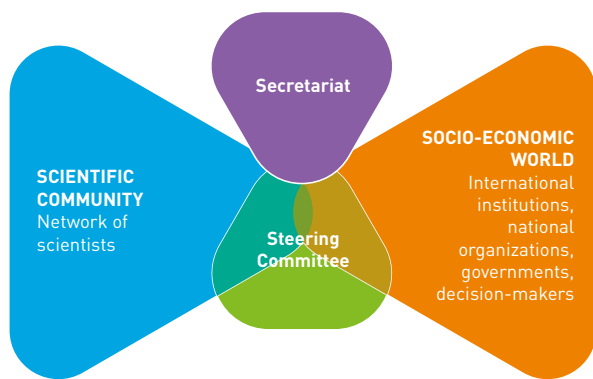 Secretariat
SCIENTIFIC
COMMUNITY
Network of
scientists
Steering
Committee
SOCIO-ECONOMIC
WORLD
International
institutions,
national
organizations,
governments,
decision-makers